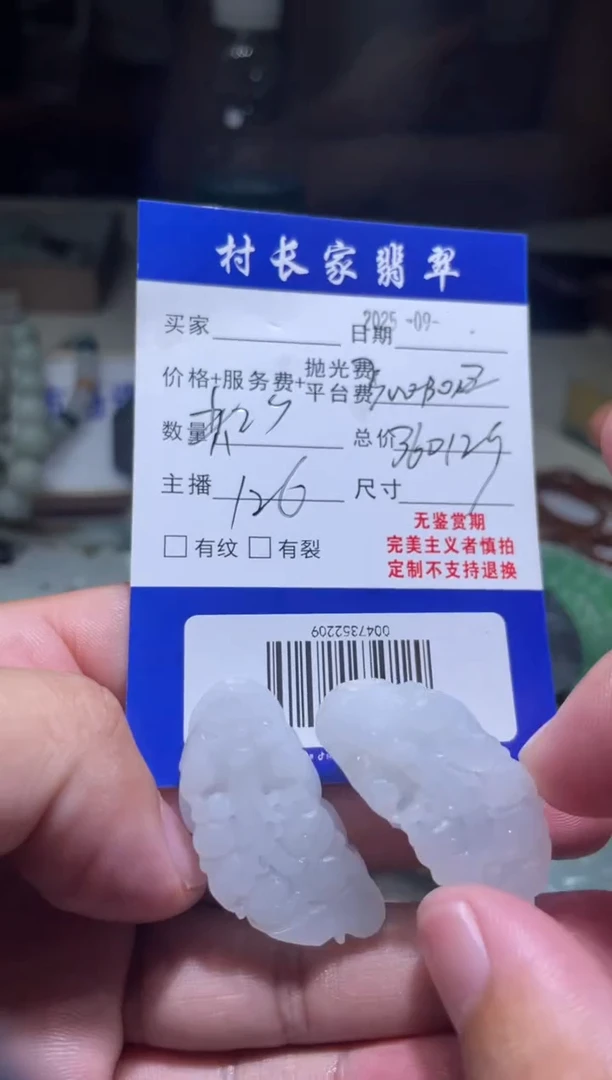 村长家翡翠
买家 日期 2025-09-
价格+服务费+抛光费
平台费
数量 总价
主播 126 尺寸
无鉴赏期
完美主义者慎拍
定制不支持退换
□有纹 □有裂
0047352209